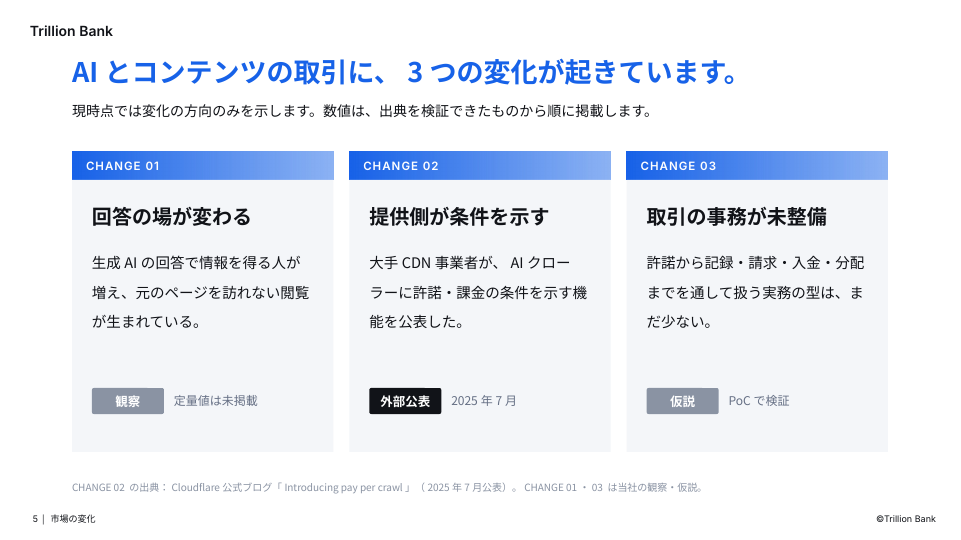 Trillion Bank
AI とコンテンツの取引に、 3 つの変化が起きています。
現時点では変化の方向のみを示します。数値は、出典を検証できたものから順に掲載します。
CHANGE 01
回答の場が変わる
生成 AI の回答で情報を得る人が
増え、元のページを訪れない閲覧
が生まれている。
観察 定量値は未掲載
CHANGE 02
提供側が条件を示す
大手 CDN 事業者が、 AI クロー
ラーに許諾・課金の条件を示す機
能を公表した。
外部公表 2025 年 7 月
CHANGE 03
取引の事務が未整備
許諾から記録・請求・入金・分配
までを通して扱う実務の型は、ま
だ少ない。
仮説 PoC で検証
CHANGE 02 の出典： Cloudflare 公式ブログ「 Introducing pay per crawl 」（ 2025 年 7 月公表）。 CHANGE 01 ・ 03 は当社の観察・仮説。
5｜ 市場の変化
©Trillion Bank